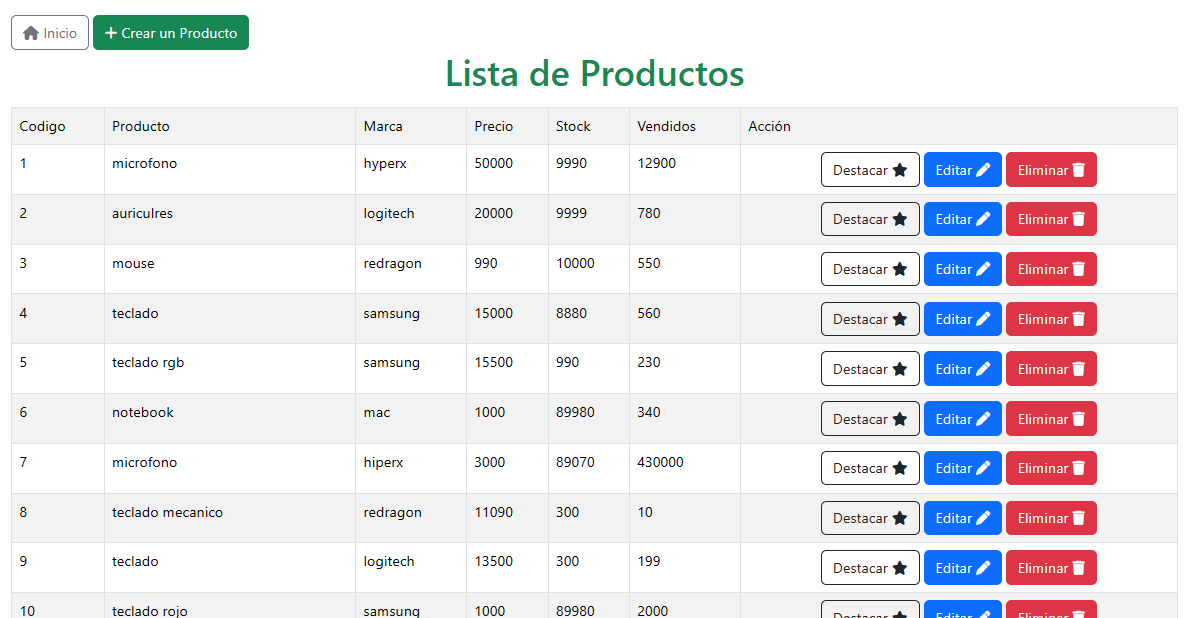 Inicio Crear un Producto
Lista de Productos
Codigo Producto Marca Precio Stock Vendidos Acción
1 microfono hyperx 50000 9990 12900 Destacar Editar Eliminar
2 auriculres logitech 20000 9999 780 Destacar Editar Eliminar
3 mouse redragon 990 10000 550 Destacar Editar Eliminar
4 teclado samsung 15000 8880 560 Destacar Editar Eliminar
5 teclado rgb samsung 15500 990 230 Destacar Editar Eliminar
6 notebook mac 1000 89980 340 Destacar Editar Eliminar
7 microfono hiperx 3000 89070 430000 Destacar Editar Eliminar
8 teclado mecanico redragon 11090 300 10 Destacar Editar Eliminar
9 teclado logitech 13500 300 199 Destacar Editar Eliminar
10 teclado rojo samsung 1000 89980 2000 Destacar Editar Eliminar